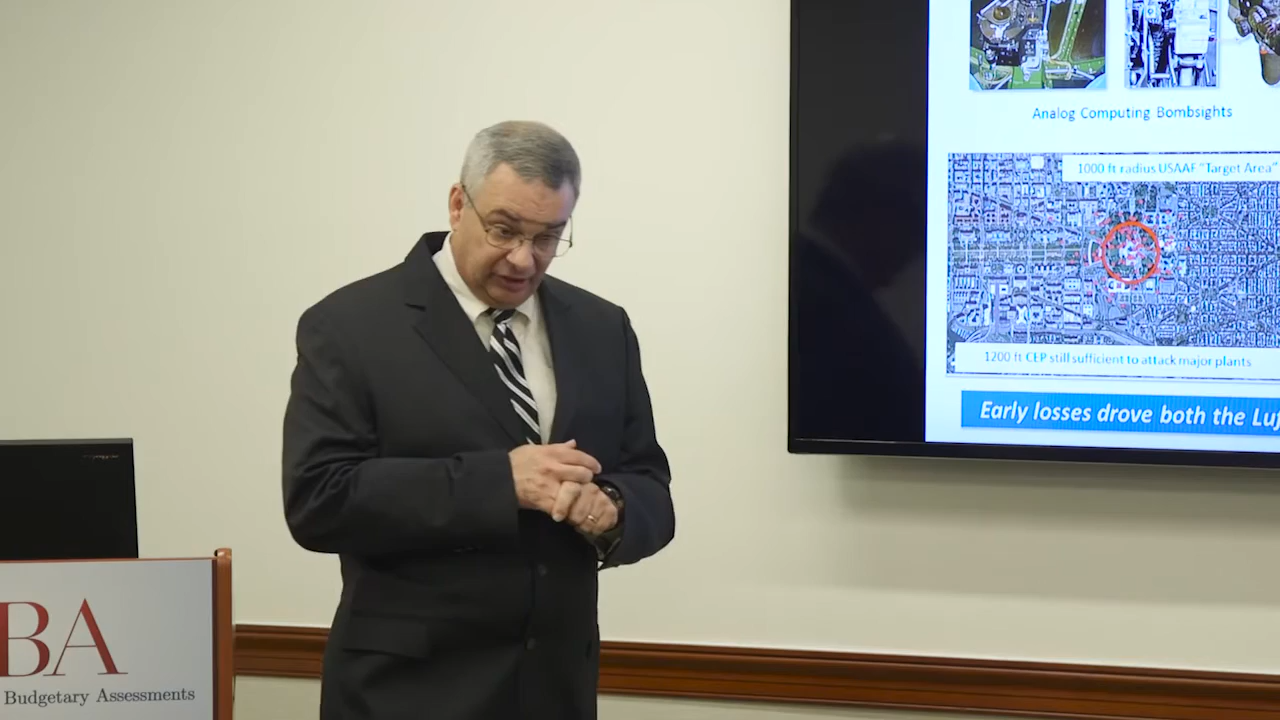 Analog Computing Bombsights
1000 ft radius USAAF "Target Area"
1200 ft CEP still sufficient to attack major plants
Early losses drove both the
BA
Budgetary Assessments